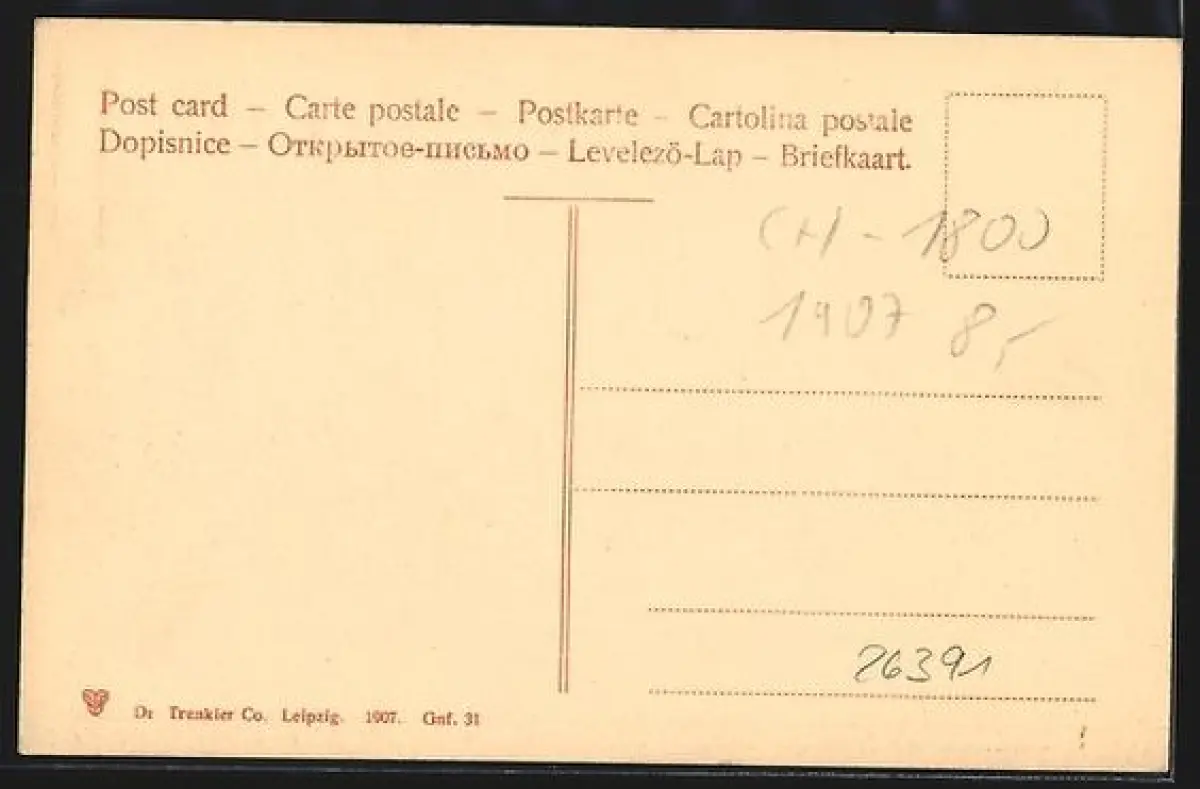 Post card – Carte postale – Postkarte – Cartolina postale
Dopisnice – Открытое-письмо – Levelező-Lap – Briefkaart.
(H) - 1800
1907 8,-
26391
Dr Trenkler Co. Leipzig. 1907. Gnf. 31